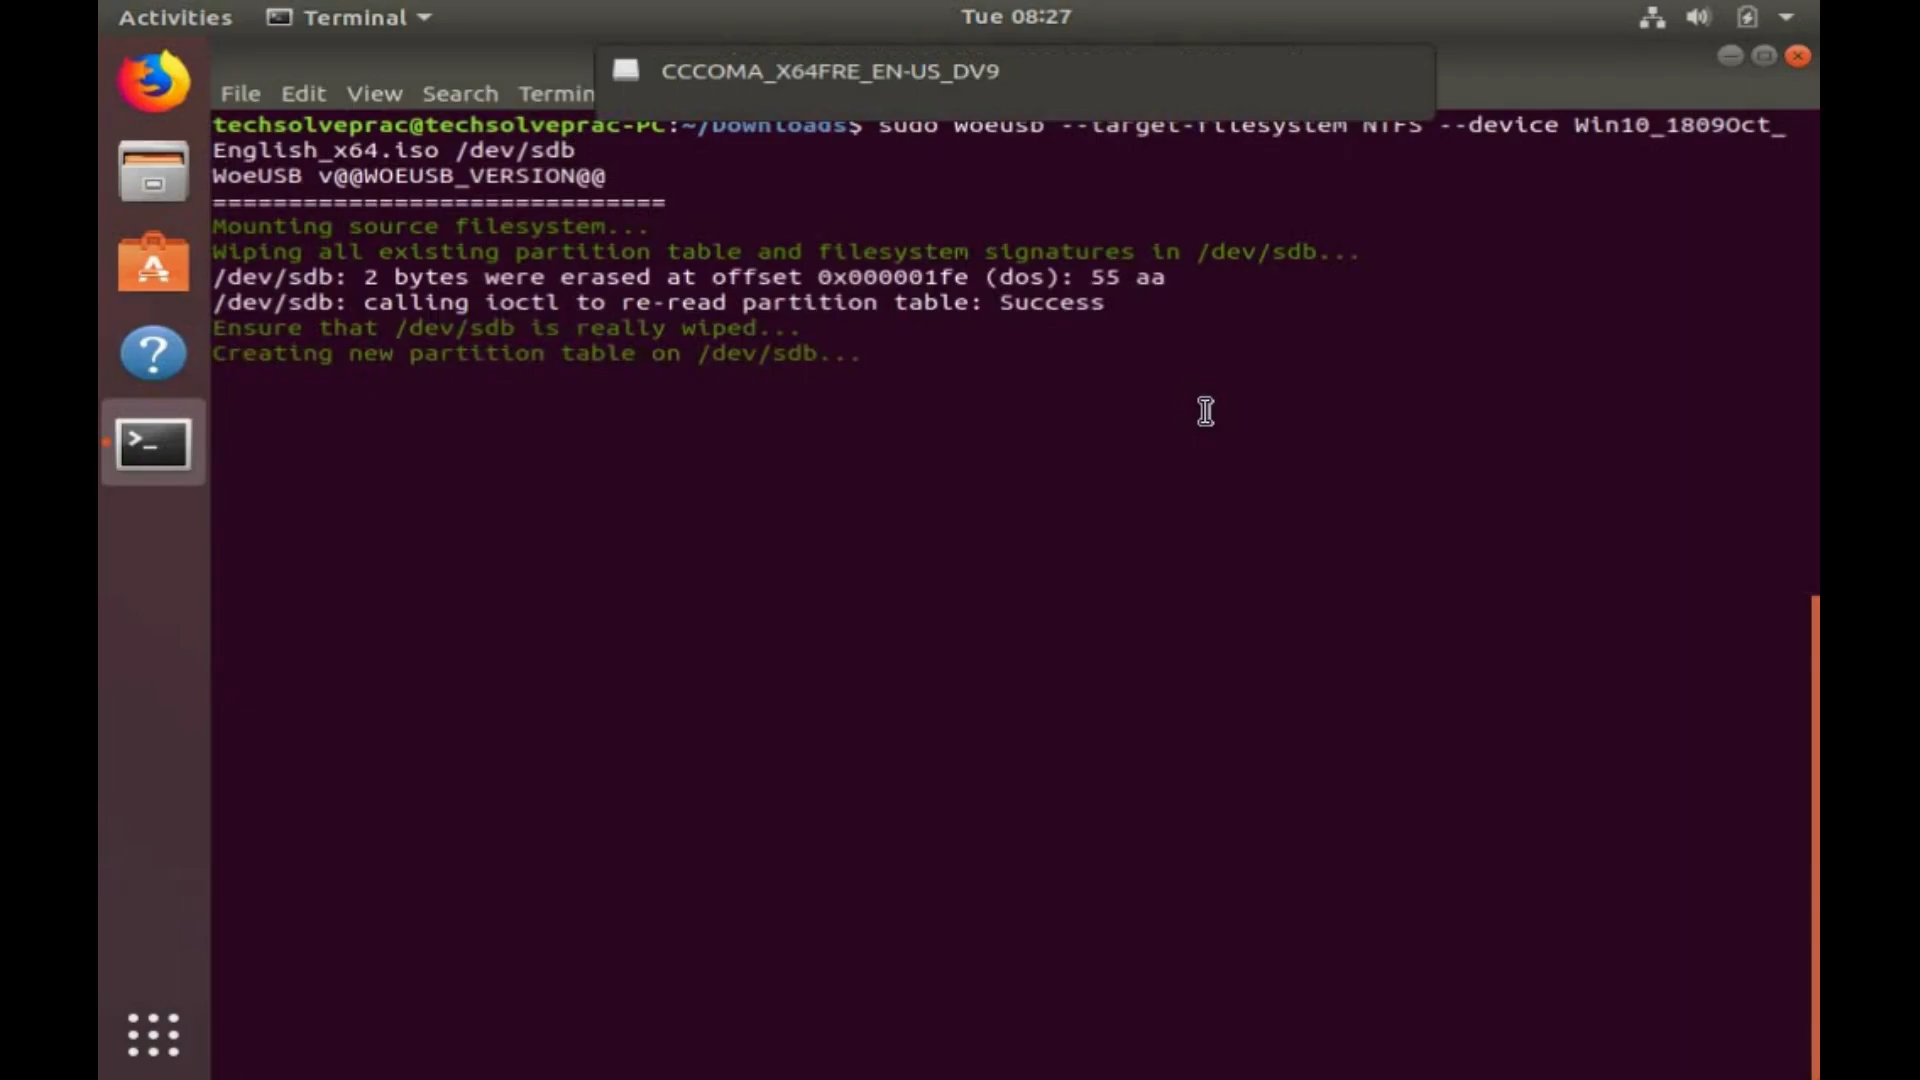 Activities Terminal Tue 08:27
CCCOMA_X64FRE_EN-US_DV9
File Edit View Search Termin
techsolveprac@techsolveprac-PC:~/Downloads$ sudo woeusb --target-filesystem NTFS --device Win10_1809Oct_
English_x64.iso /dev/sdb
WoeUSB v@@WOEUSB_VERSION@@
==============================
Mounting source filesystem...
Wiping all existing partition table and filesystem signatures in /dev/sdb...
/dev/sdb: 2 bytes were erased at offset 0x000001fe (dos): 55 aa
/dev/sdb: calling ioctl to re-read partition table: Success
Ensure that /dev/sdb is really wiped...
Creating new partition table on /dev/sdb...